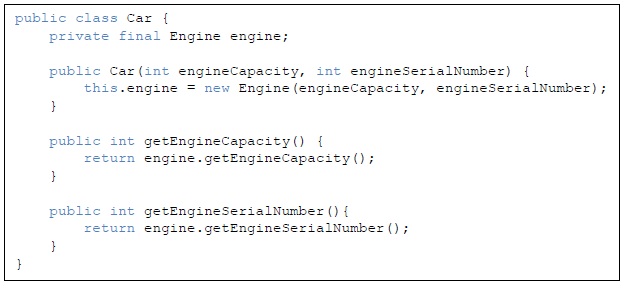 public class Car {
    private final Engine engine;

    public Car(int engineCapacity, int engineSerialNumber) {
        this.engine = new Engine(engineCapacity, engineSerialNumber);
    }

    public int getEngineCapacity() {
        return engine.getEngineCapacity();
    }

    public int getEngineSerialNumber(){
        return engine.getEngineSerialNumber();
    }
}